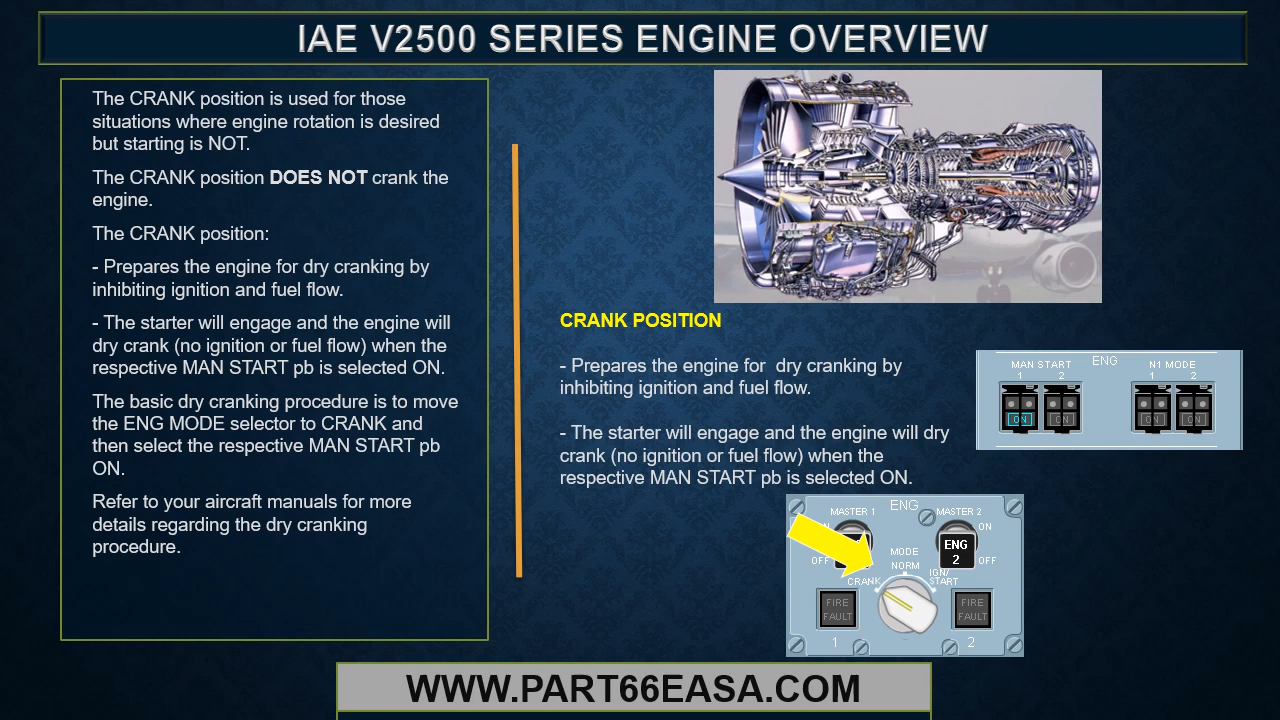 IAE V2500 SERIES ENGINE OVERVIEW
The CRANK position is used for those
situations where engine rotation is desired
but starting is NOT.
The CRANK position DOES NOT crank the
engine.
The CRANK position:
- Prepares the engine for dry cranking by
inhibiting ignition and fuel flow.
- The starter will engage and the engine will
dry crank (no ignition or fuel flow) when the
respective MAN START pb is selected ON.
The basic dry cranking procedure is to move
the ENG MODE selector to CRANK and
then select the respective MAN START pb
ON.
Refer to your aircraft manuals for more
details regarding the dry cranking
procedure.
CRANK POSITION
- Prepares the engine for  dry cranking by
inhibiting ignition and fuel flow.
- The starter will engage and the engine will dry
crank (no ignition or fuel flow) when the
respective MAN START pb is selected ON.
MAN START ENG N1 MODE
1 2 1 2
ON ON ON ON
ENG
MASTER 1 MASTER 2
ON
ENG
2
OFF OFF
MODE
NORM
CRANK IGN/
START
FIRE FIRE
FAULT FAULT
1 2
WWW.PART66EASA.COM